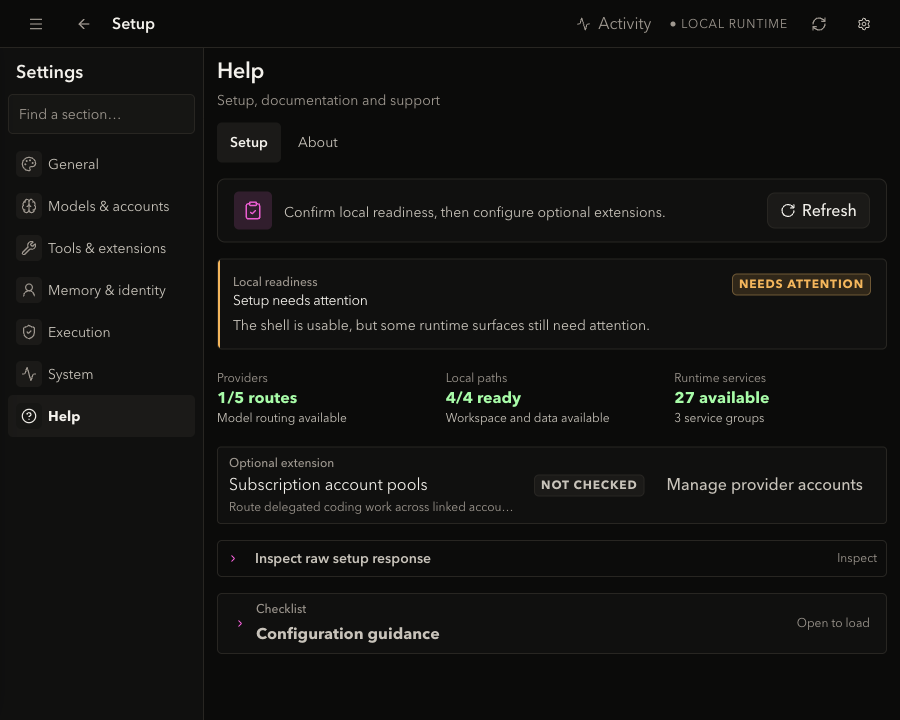 Setup
Activity
LOCAL RUNTIME
Settings
Find a section…
General
Models & accounts
Tools & extensions
Memory & identity
Execution
System
Help
Help
Setup, documentation and support
Setup
About
Confirm local readiness, then configure optional extensions.
Refresh
Local readiness
Setup needs attention
NEEDS ATTENTION
The shell is usable, but some runtime surfaces still need attention.
Providers
1/5 routes
Model routing available
Local paths
4/4 ready
Workspace and data available
Runtime services
27 available
3 service groups
Optional extension
Subscription account pools
Route delegated coding work across linked accou…
NOT CHECKED
Manage provider accounts
Inspect raw setup response
Inspect
Checklist
Configuration guidance
Open to load